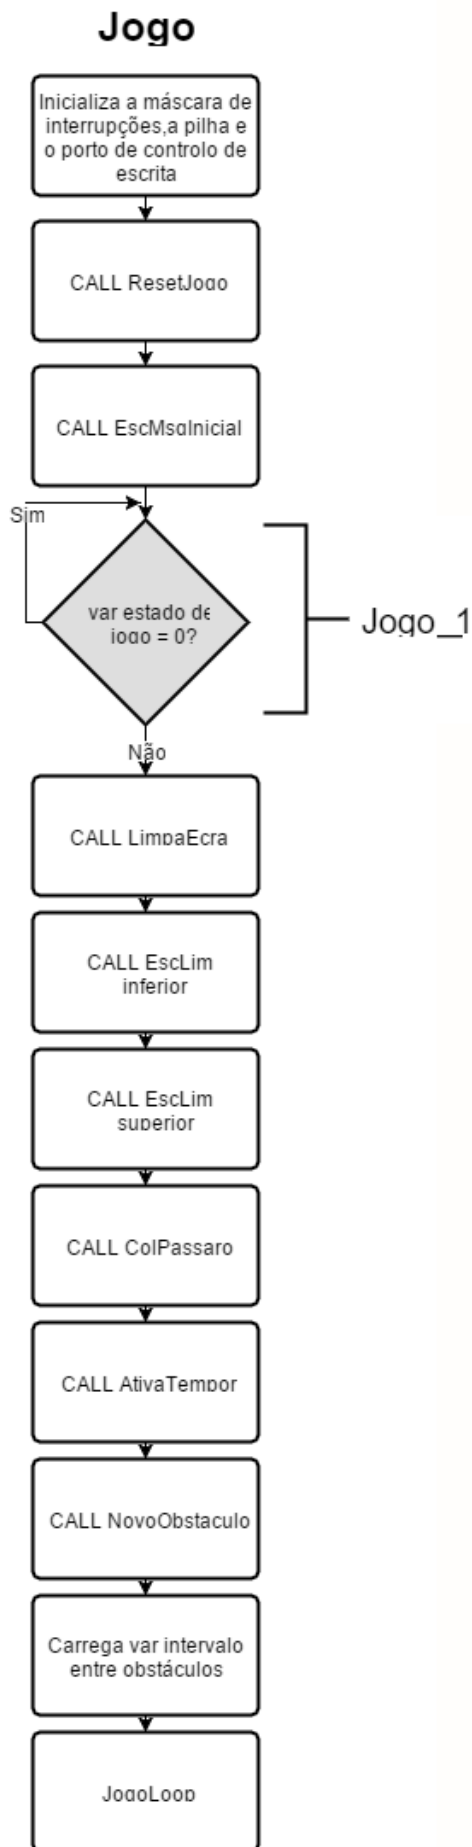 Jogo
Inicializa a máscara de
interrupções,a pilha e
o porto de controlo de
escrita
CALL ResetJogo
CALL EscMsgInicial
Sim
var estado de
jogo = 0?
Jogo_1
Não
CALL LimpaEcra
CALL EscLim
inferior
CALL EscLim
superior
CALL ColPassaro
CALL AtivaTempor
CALL NovoObstaculo
Carrega var intervalo
entre obstáculos
JogoLoop